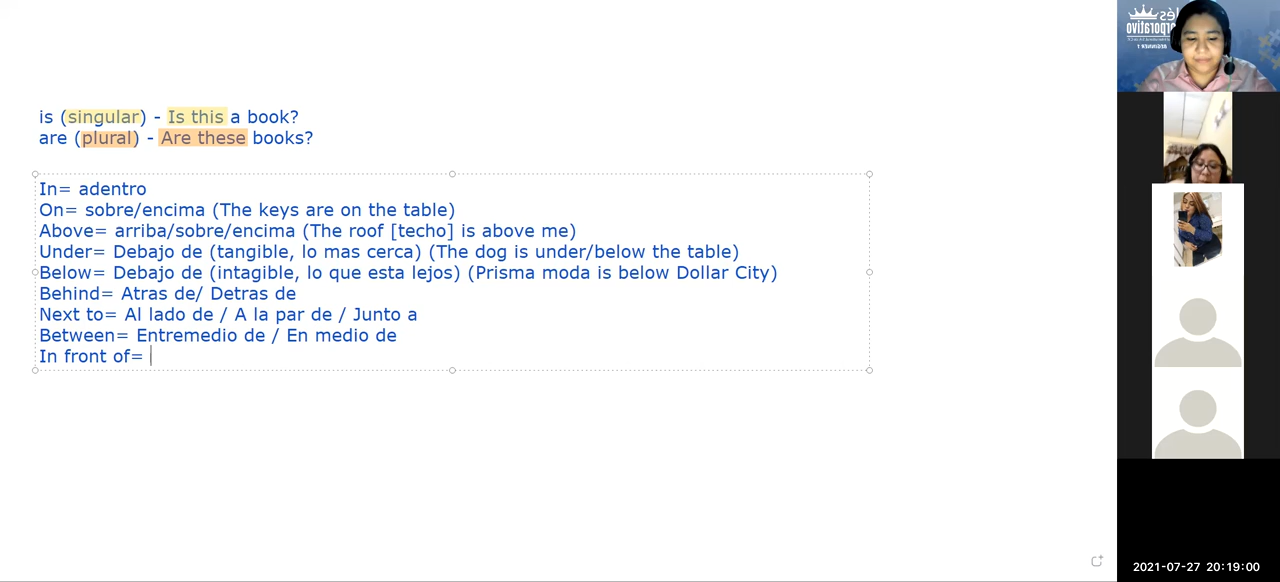 is (singular) - Is this a book?
are (plural) - Are these books?
In= adentro
On= sobre/encima (The keys are on the table)
Above= arriba/sobre/encima (The roof [techo] is above me)
Under= Debajo de (tangible, lo mas cerca) (The dog is under/below the table)
Below= Debajo de (intagible, lo que esta lejos) (Prisma moda is below Dollar City)
Behind= Atras de/ Detras de
Next to= Al lado de / A la par de / Junto a
Between= Entremedio de / En medio de
In front of=
2021-07-27 20:19:00